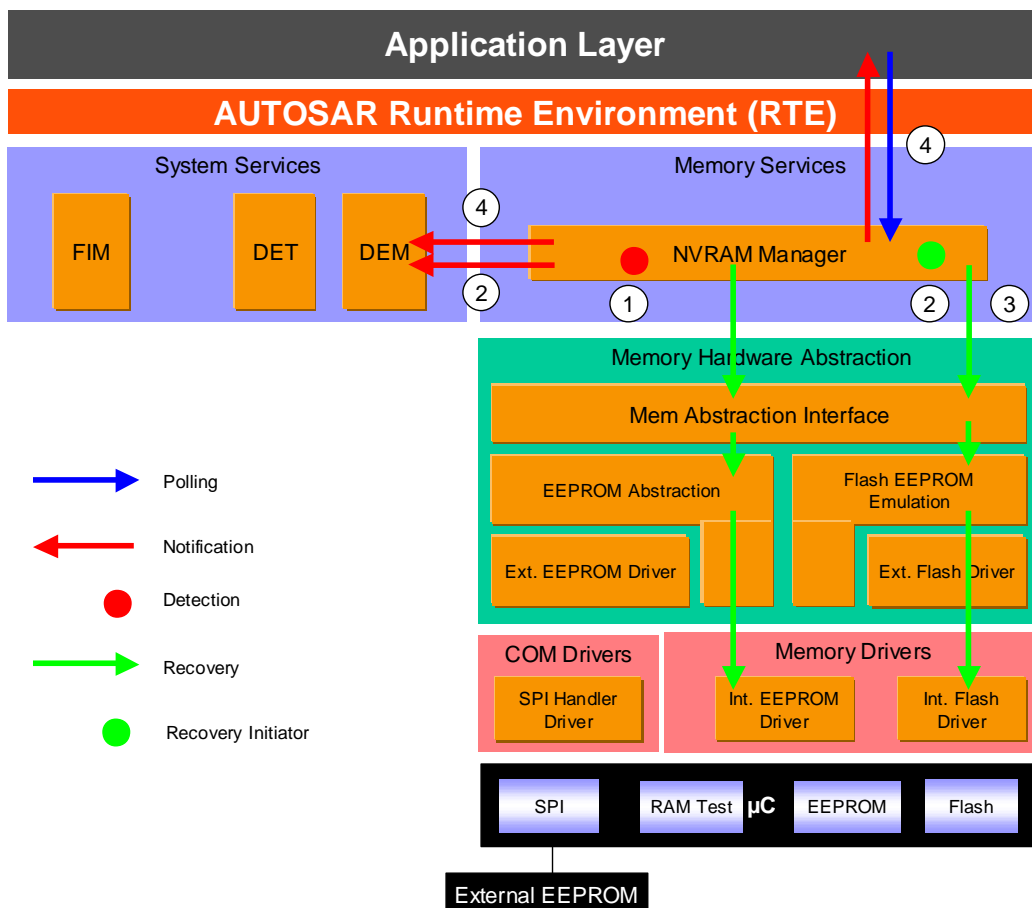 Application Layer
AUTOSAR Runtime Environment (RTE)
4
System Services
Memory Services
4
FIM
DET
DEM
NVRAM Manager
2
1
2
3
Memory Hardware Abstraction
Mem Abstraction Interface
EEPROM Abstraction
Flash EEPROM
Emulation
Ext. EEPROM Driver
Ext. Flash Driver
Polling
Notification
Detection
Recovery
Recovery Initiator
COM Drivers
Memory Drivers
SPI Handler
Driver
Int. EEPROM
Driver
Int. Flash
Driver
SPI
RAM Test
µC
EEPROM
Flash
External EEPROM